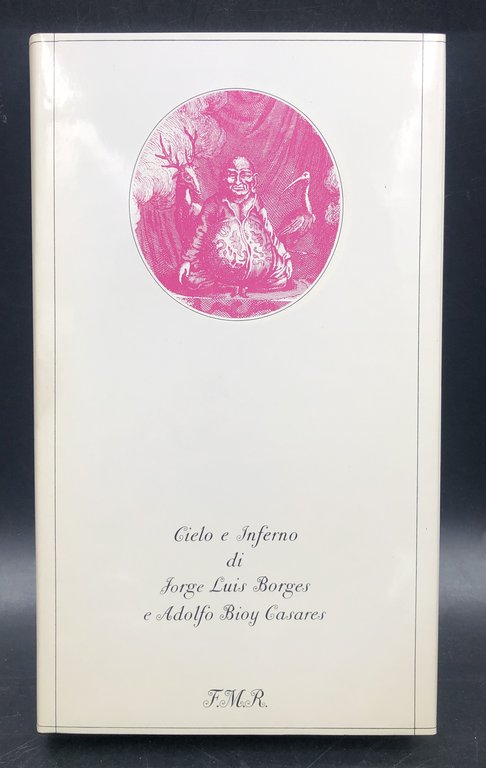 Cielo e Inferno
di
Jorge Luis Borges
e Adolfo Bioy Casares
F.M.R.